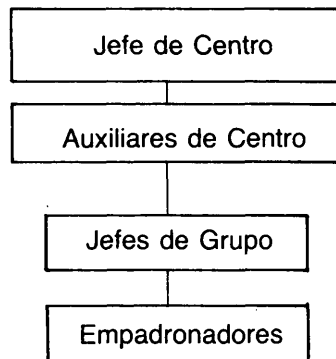 Jefe de Centro
Auxiliares de Centro
Jefes de Grupo
Empadronadores